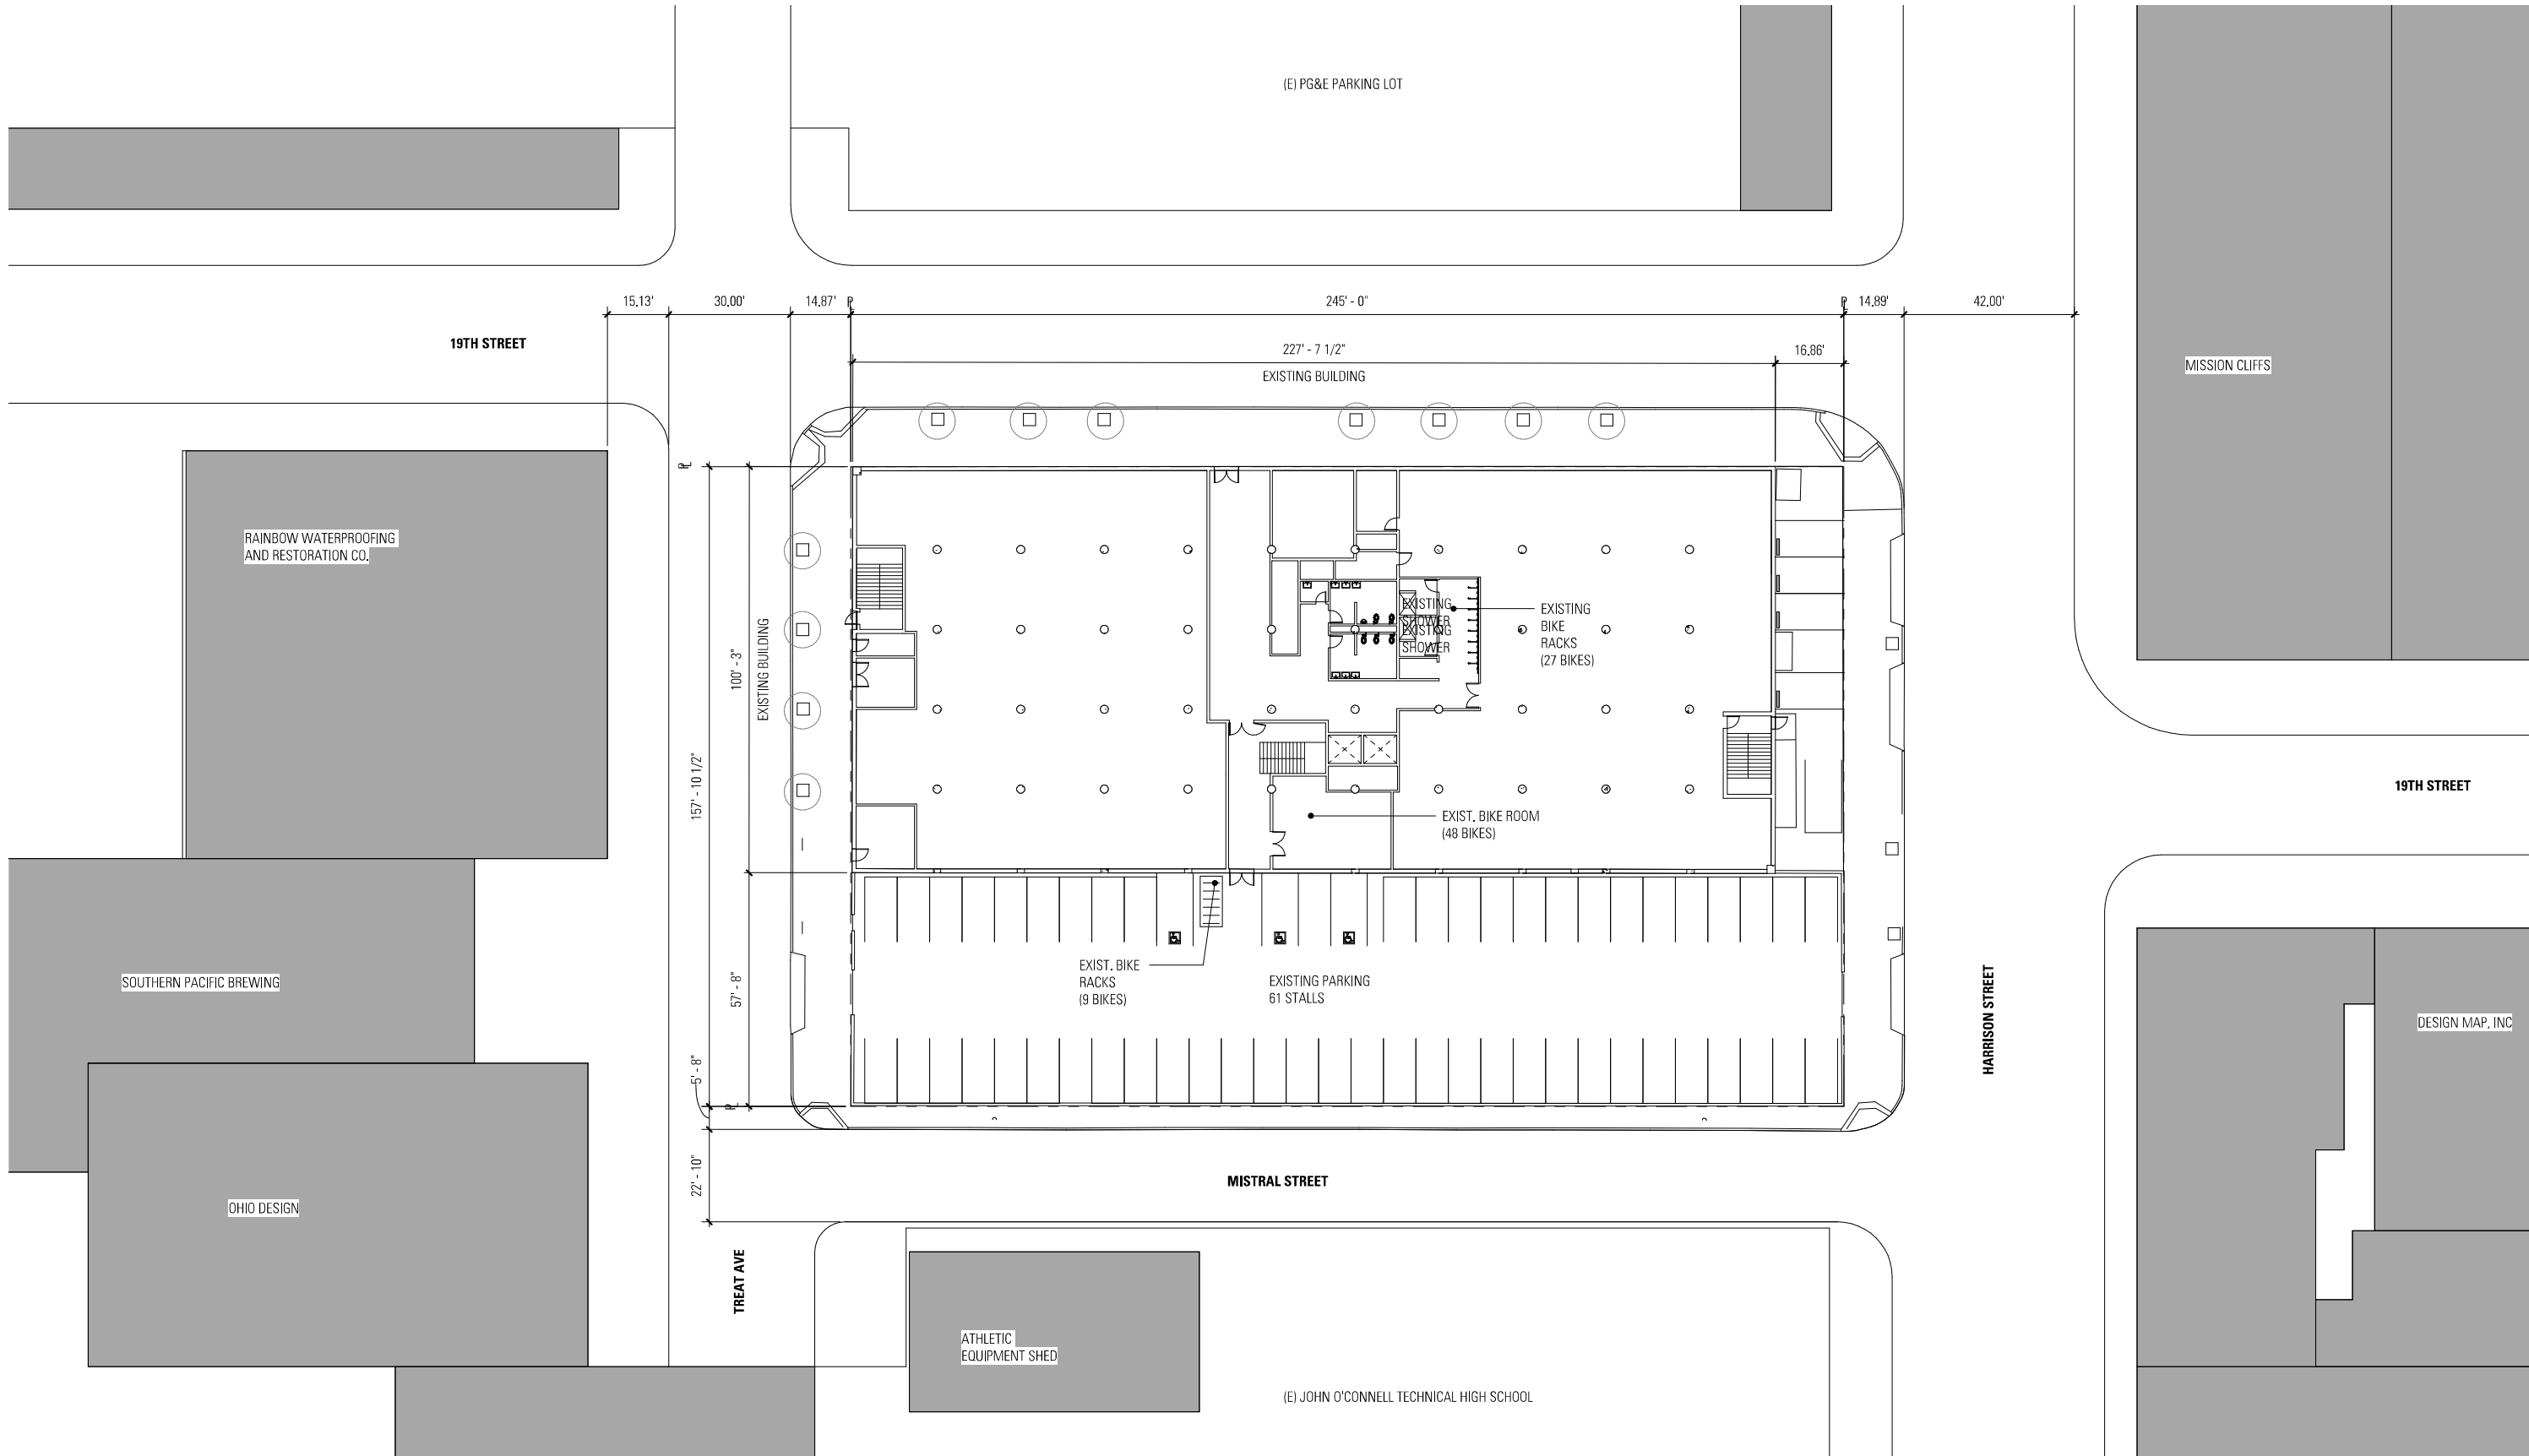 (E) PG&E PARKING LOT
15.13'
30.00'
14.87'
PL
245' - 0"
PL
14.89'
42.00'
19TH STREET
227' - 7 1/2"
16.86'
EXISTING BUILDING
MISSION CLIFFS
PL
RAINBOW WATERPROOFING
AND RESTORATION CO.
EXISTING
SHOWER
EXISTING
SHOWER
EXISTING
BIKE
RACKS
(27 BIKES)
100' - 3"
EXISTING BUILDING
157' - 10 1/2"
19TH STREET
EXIST. BIKE ROOM
(48 BIKES)
EXIST. BIKE
RACKS
(9 BIKES)
EXISTING PARKING
61 STALLS
SOUTHERN PACIFIC BREWING
57' - 8"
HARRISON STREET
DESIGN MAP, INC
5' - 8"
PL
22' - 10"
MISTRAL STREET
OHIO DESIGN
TREAT AVE
ATHLETIC
EQUIPMENT SHED
(E) JOHN O'CONNELL TECHNICAL HIGH SCHOOL